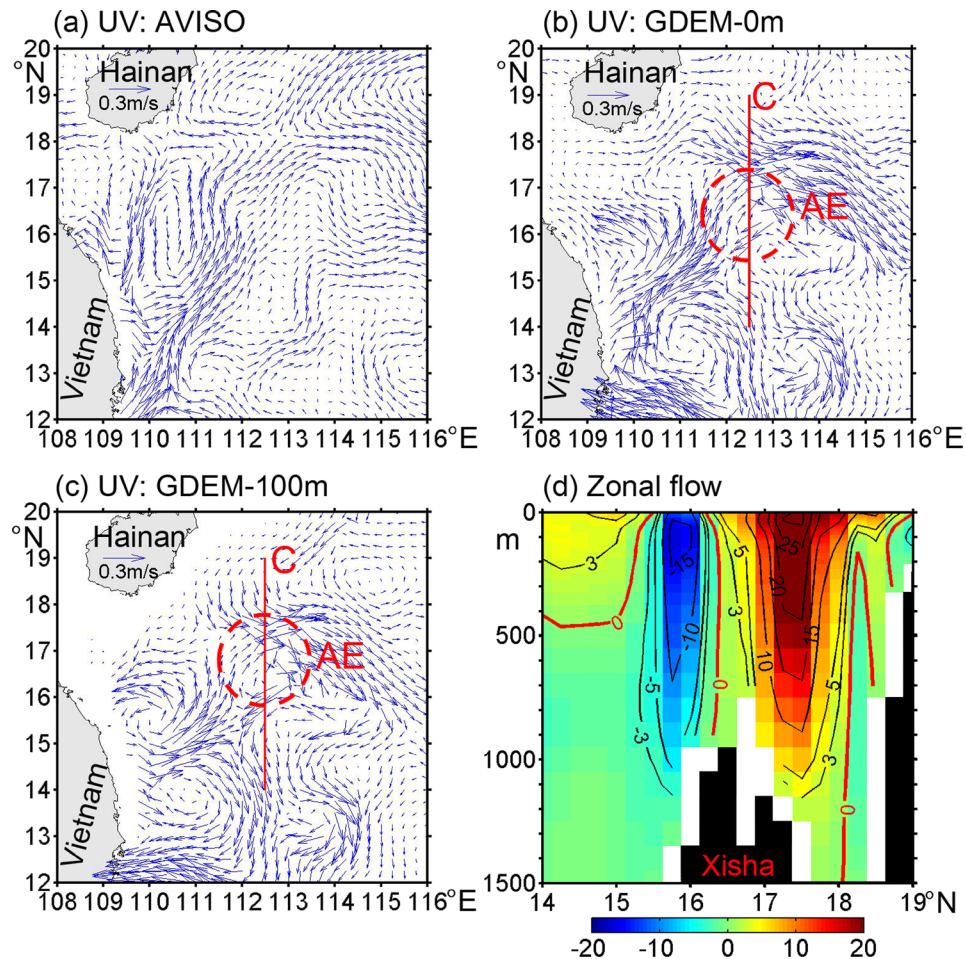 (a) UV: AVISO
20
°N
19
18
17
16
15
14
13
12
108 109 110 111 112 113 114 115 116°E
Hainan
0.3m/s
Vietnam
(b) UV: GDEM-0m
20
°N
19
18
17
16
15
14
13
12
108 109 110 111 112 113 114 115 116°E
Hainan
0.3m/s
C
AE
Vietnam
(c) UV: GDEM-100m
20
°N
19
18
17
16
15
14
13
12
108 109 110 111 112 113 114 115 116°E
Hainan
0.3m/s
C
AE
Vietnam
(d) Zonal flow
0
m
500
1000
1500
14 15 16 17 18 19°N
3
3
0
-15
-10
-5
-3
0
5
3
10
25
20
15
5
3
0
0
Xisha
-20 -10 0 10 20